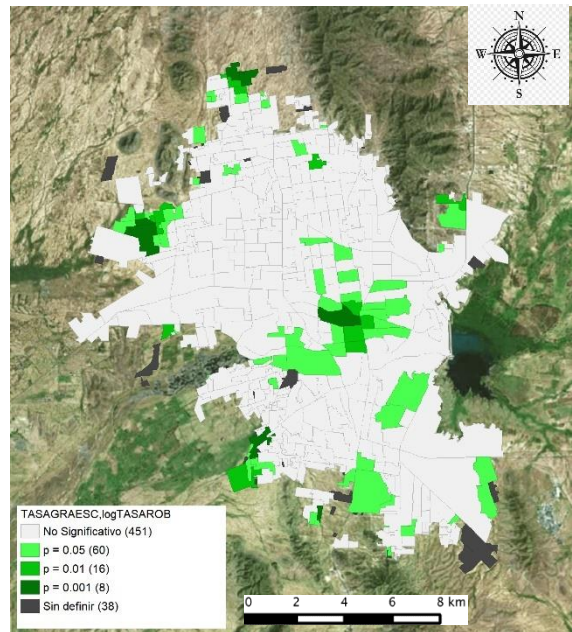 N
W E
S
TASAGRAESC,logTASAROB
No Significativo (451)
p = 0.05 (60)
p = 0.01 (16)
p = 0.001 (8)
Sin definir (38)
0 2 4 6 8 km